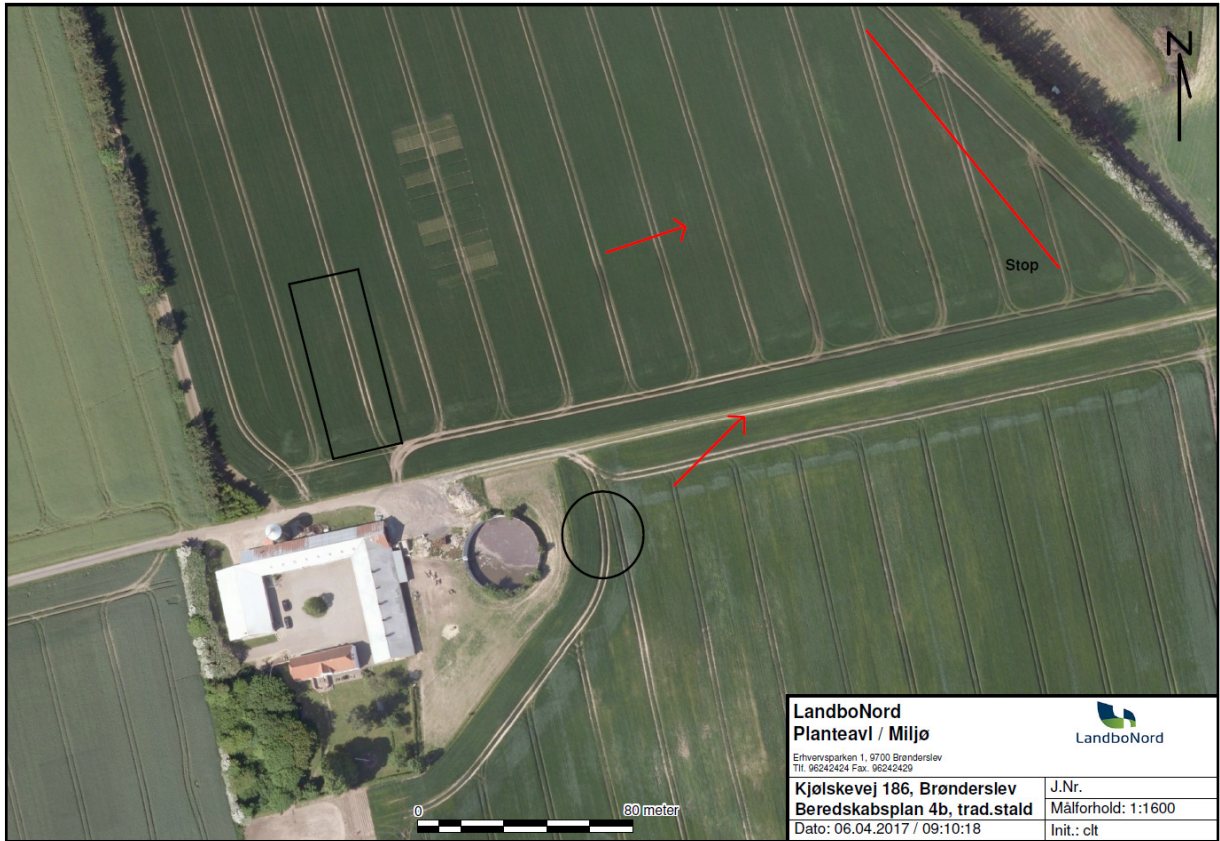 N
Stop
0 80 meter
LandboNord
Planteavl / Miljø
LandboNord
Erhvervsparken 1, 9700 Brønderslev
Tlf. 96242424 Fax. 96242429
Kjølskevej 186, Brønderslev
Beredskabsplan 4b, trad.stald
Dato: 06.04.2017 / 09:10:18
J.Nr.
Målforhold: 1:1600
Init.: clt